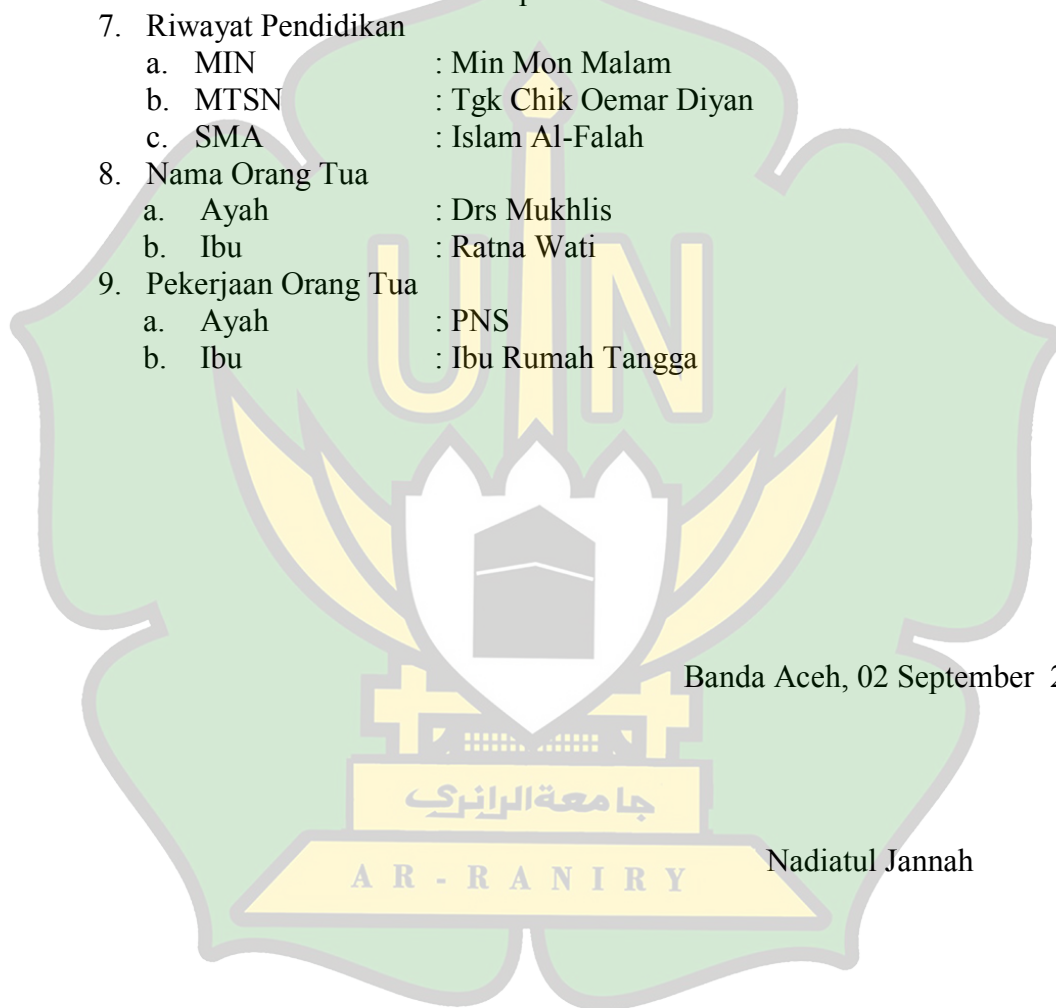 7. Riwayat Pendidikan
a. MIN : Min Mon Malam
b. MTSN : Tgk Chik Oemar Diyan
c. SMA : Islam Al-Falah
8. Nama Orang Tua
a. Ayah : Drs Mukhlis
b. Ibu : Ratna Wati
9. Pekerjaan Orang Tua
a. Ayah : PNS
b. Ibu : Ibu Rumah Tangga
UIN
Banda Aceh, 02 September 2
جامعة الرانري
Nadiatul Jannah
AR-RANIRY